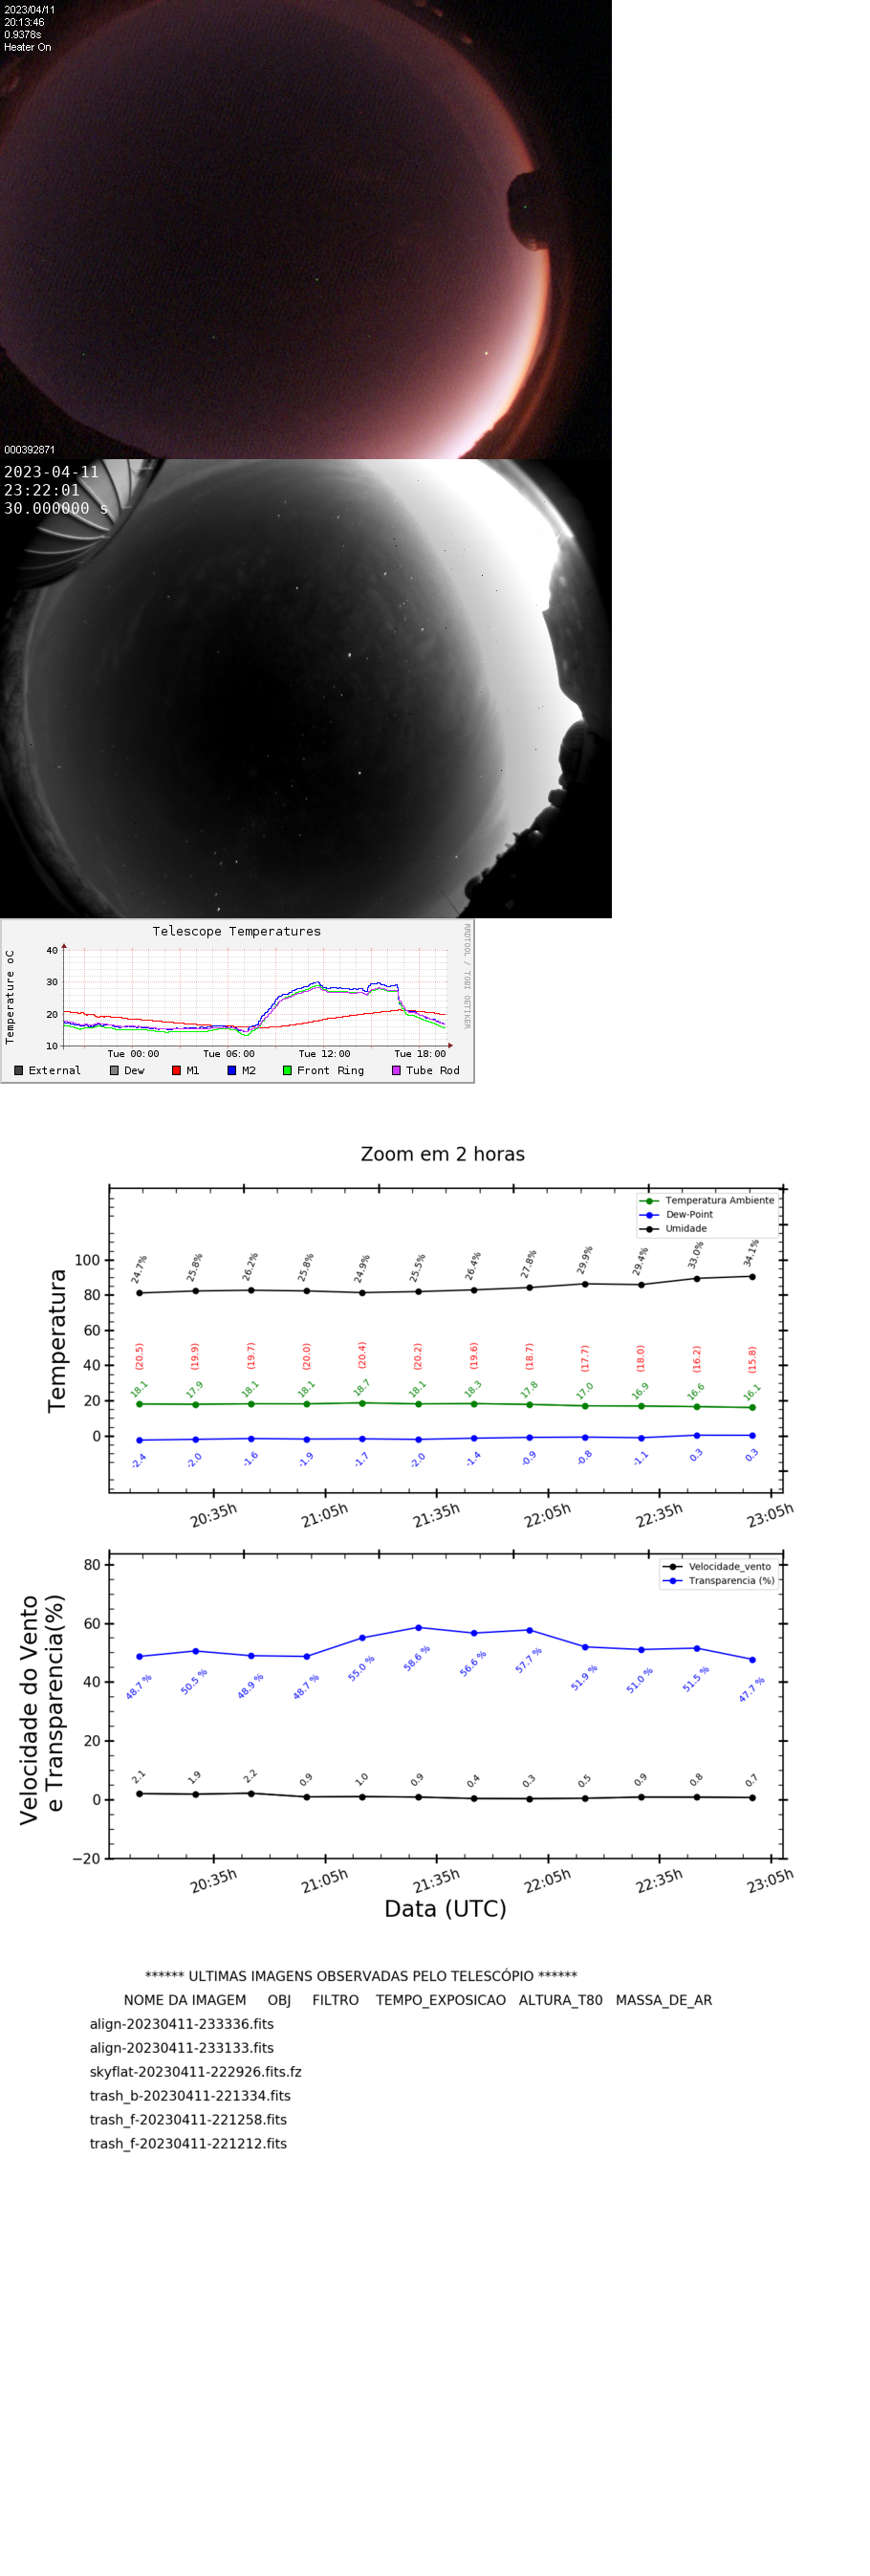 2023/04/11
20:13:46
0.9378s
Heater On
000392871
2023-04-11
23:22:01
30.000000 s
Telescope Temperatures
RRDTOOL / TOBI OETIKER
Temperature oC
40
30
20
10
Tue 00:00 Tue 06:00 Tue 12:00 Tue 18:00
External Dew M1 M2 Front Ring Tube Rod
Zoom em 2 horas
Temperatura Ambiente
Dew-Point
Umidade
Temperatura
100
80
60
40
20
0
24.7% 25.8% 26.2% 25.8% 24.9% 25.5% 26.4% 27.8% 29.9% 29.4% 33.0% 34.1%
(20.5) (19.9) (19.7) (20.0) (20.4) (20.2) (19.6) (18.7) (17.7) (18.0) (16.2) (15.8)
18.1 17.9 18.1 18.1 18.7 18.1 18.3 17.8 17.0 16.9 16.6 16.1
-2.4 -2.0 -1.6 -1.9 -1.7 -2.0 -1.4 -0.9 -0.8 -1.1 0.3 0.3
20:35h 21:05h 21:35h 22:05h 22:35h 23:05h
Velocidade_vento
Transparencia (%)
Velocidade do Vento
e Transparencia(%)
80
60
40
20
0
−20
48.7 % 50.5 % 48.9 % 48.7 % 55.0 % 58.6 % 56.6 % 57.7 % 51.9 % 51.0 % 51.5 % 47.7 %
2.1 1.9 2.2 0.9 1.0 0.9 0.4 0.3 0.5 0.9 0.8 0.7
20:35h 21:05h 21:35h 22:05h 22:35h 23:05h
Data (UTC)
****** ULTIMAS IMAGENS OBSERVADAS PELO TELESCÓPIO ******
NOME DA IMAGEM OBJ FILTRO TEMPO_EXPOSICAO ALTURA_T80 MASSA_DE_AR
align-20230411-233336.fits
align-20230411-233133.fits
skyflat-20230411-222926.fits.fz
trash_b-20230411-221334.fits
trash_f-20230411-221258.fits
trash_f-20230411-221212.fits